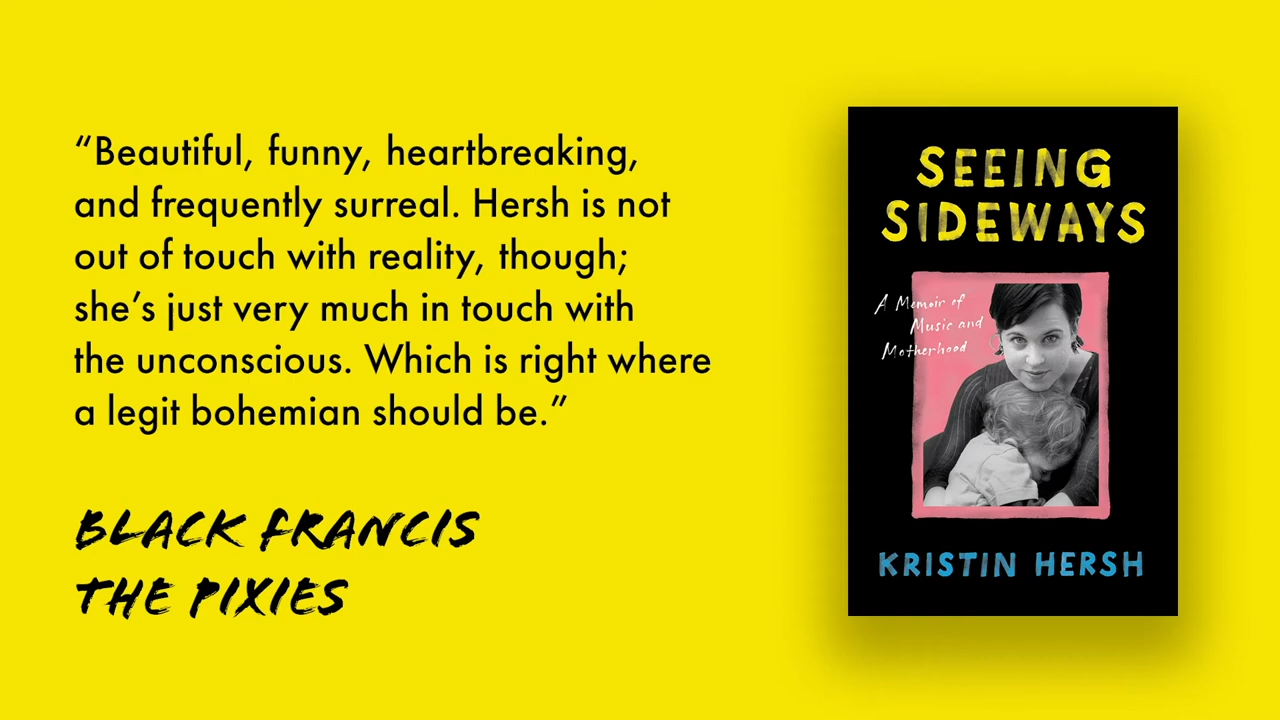 “Beautiful, funny, heartbreaking,
and frequently surreal. Hersh is not
out of touch with reality, though;
she’s just very much in touch with
the unconscious. Which is right where
a legit bohemian should be.”
BLACK FRANCIS
THE PIXIES
SEEING
SIDEWAYS
A Memoir of
Music and
Motherhood
KRISTIN HERSH